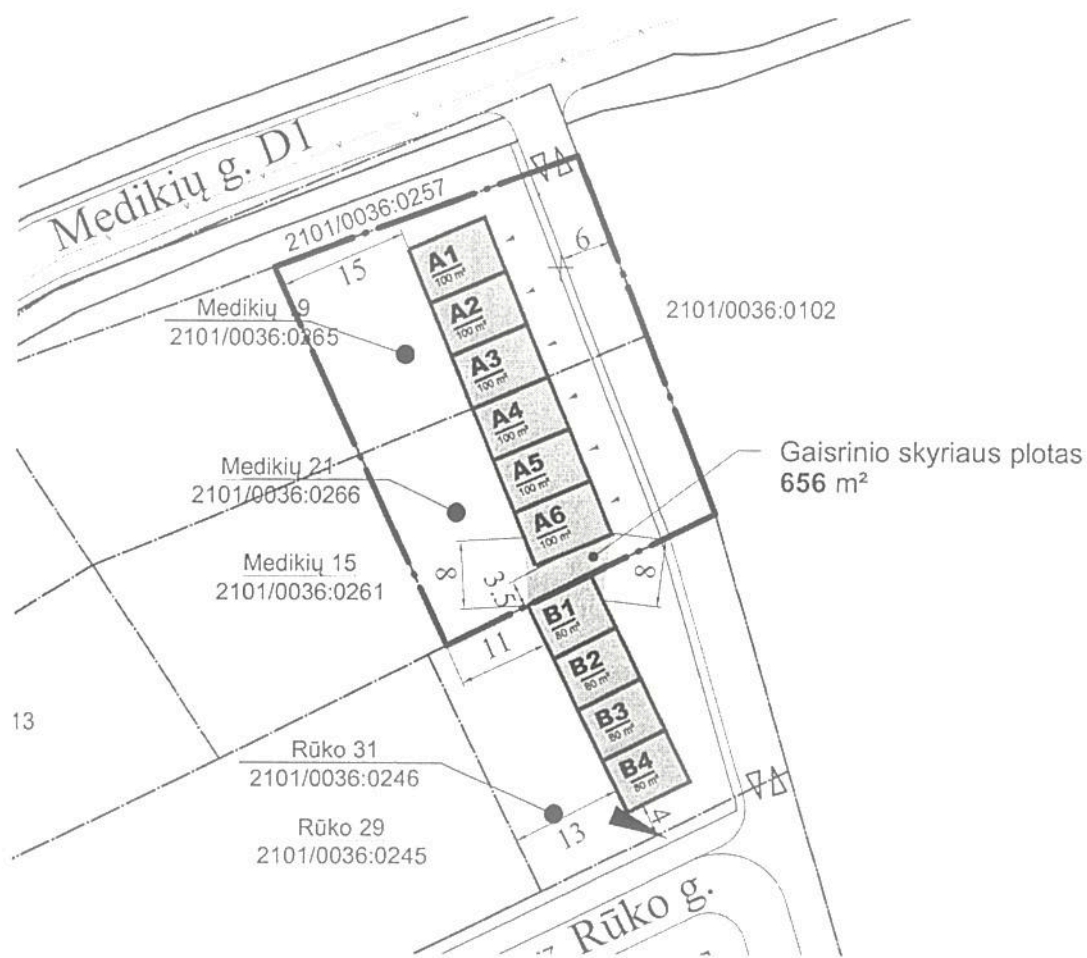 Medikių g. D1
2101/0036:0257
15
6
A1
100 m²
A2
100 m²
A3
100 m²
A4
100 m²
A5
100 m²
A6
100 m²
2101/0036:0102
Medikių 19
2101/0036:0265
Medikių 21
2101/0036:0266
Gaisrinio skyriaus plotas
656 m²
Medikių 15
2101/0036:0261
8
3.5
8
11
B1
80 m²
B2
80 m²
B3
80 m²
B4
80 m²
13
Rūko 31
2101/0036:0246
13
4
Rūko 29
2101/0036:0245
Rūko g.